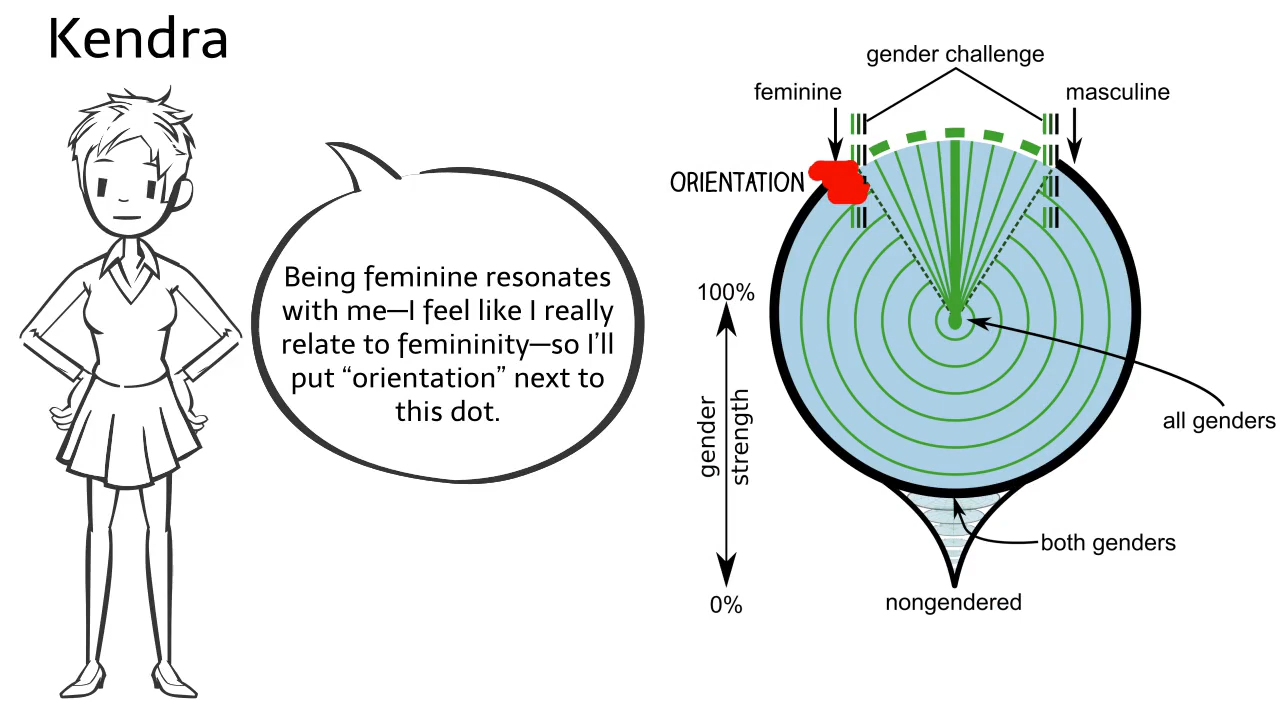 Kendra
Being feminine resonates
with me—I feel like I really
relate to femininity—so I'll
put “orientation” next to
this dot.
gender challenge
feminine
masculine
ORIENTATION
100%
gender
strength
all genders
both genders
0%
nongendered